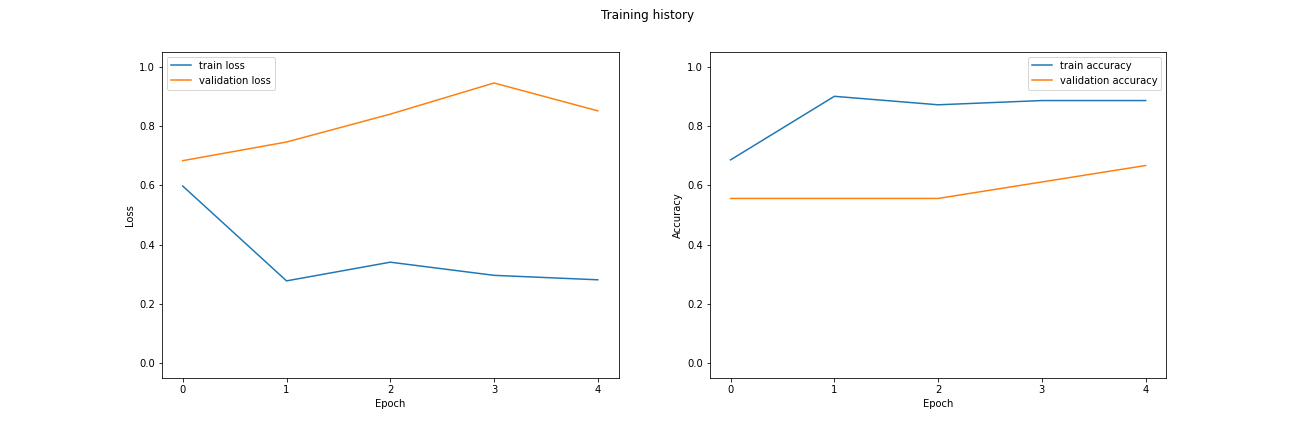 Training history
train loss
validation loss
1.0
0.8
0.6
0.4
0.2
0.0
Loss
0 1 2 3 4
Epoch
train accuracy
validation accuracy
1.0
0.8
0.6
0.4
0.2
0.0
Accuracy
0 1 2 3 4
Epoch